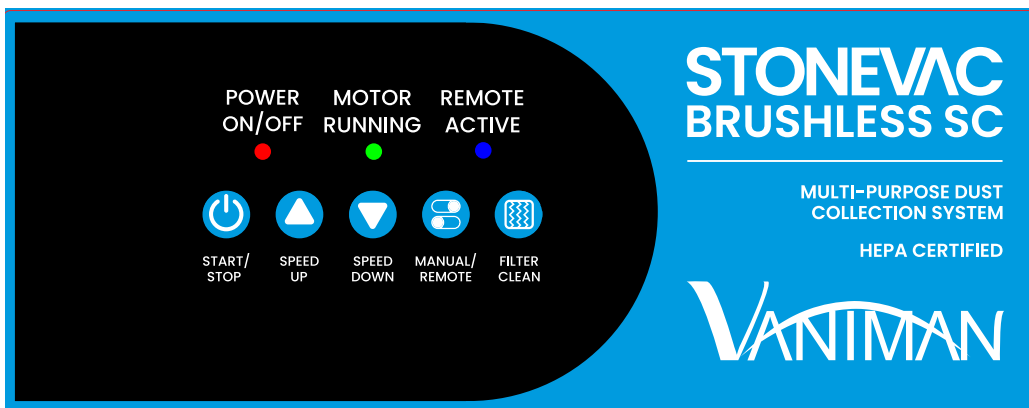 POWER ON/OFF
MOTOR RUNNING
REMOTE ACTIVE
START/
STOP
SPEED
UP
SPEED
DOWN
MANUAL/
REMOTE
FILTER
CLEAN
STONEVAC
BRUSHLESS SC
MULTI-PURPOSE DUST
COLLECTION SYSTEM
HEPA CERTIFIED
VANIMAN